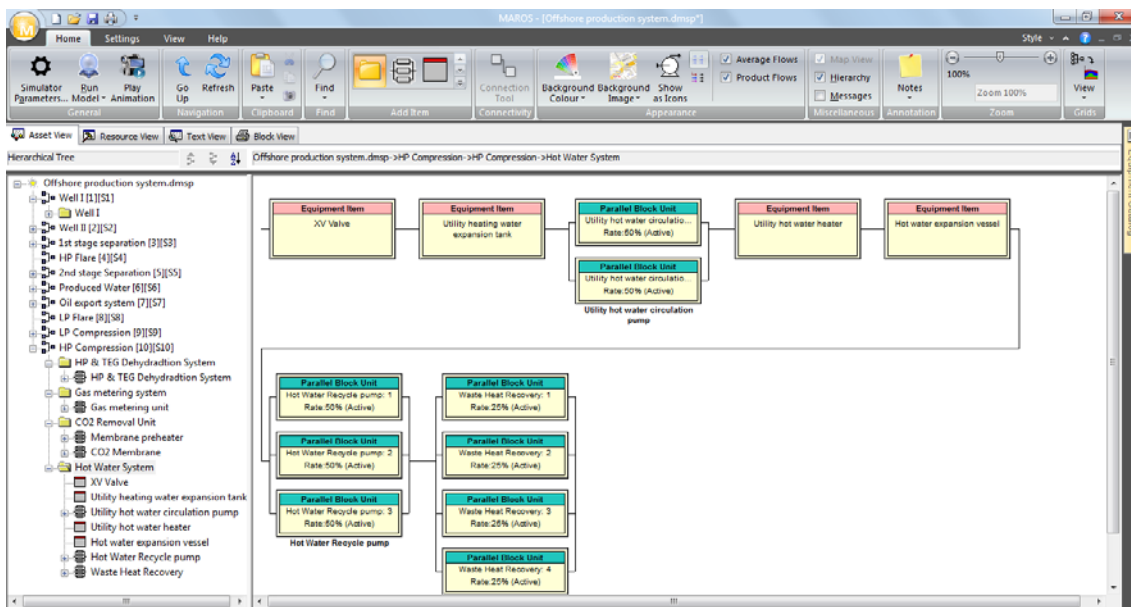 MAROS - [Offshore production system.dmsp*]
Home Settings View Help
Style
Simulator Parameters...
Run Model
Play Animation
General
Go Up
Refresh
Navigation
Paste
Clipboard
Find
Find
Add Item
Connection Tool
Connectivity
Background Colour
Background Image
Show as Icons
Appearance
Average Flows
Product Flows
Map View
Hierarchy
Messages
Miscellaneous
Notes
Annotation
100%
Zoom 100%
Zoom
View
Grids
Asset View Resource View Text View Block View
Hierarchical Tree
Offshore production system.dmsp->HP Compression->HP Compression->Hot Water System
Offshore production system.dmsp
Well I [1][S1]
Well I
Well II [2][S2]
1st stage separation [3][S3]
HP Flare [4][S4]
2nd stage Separation [5][S5]
Produced Water [6][S6]
Oil export system [7][S7]
LP Flare [8][S8]
LP Compression [9][S9]
HP Compression [10][S10]
HP & TEG Dehydradtion System
HP & TEG Dehydradtion System
Gas metering system
Gas metering unit
CO2 Removal Unit
Membrane preheater
CO2 Membrane
Hot Water System
XV Valve
Utility heating water expansion tank
Utility hot water circulation pump
Utility hot water heater
Hot water expansion vessel
Hot Water Recycle pump
Waste Heat Recovery
Equipment Item
XV Valve
Equipment Item
Utility heating water
expansion tank
Parallel Block Unit
Utility hot water circulatio...
Rate:50% (Active)
Parallel Block Unit
Utility hot water circulatio...
Rate:50% (Active)
Utility hot water circulation
pump
Equipment Item
Utility hot water heater
Equipment Item
Hot water expansion vessel
Parallel Block Unit
Hot Water Recycle pump: 1
Rate:50% (Active)
Parallel Block Unit
Hot Water Recycle pump: 2
Rate:50% (Active)
Parallel Block Unit
Hot Water Recycle pump: 3
Rate:50% (Active)
Hot Water Recycle pump
Parallel Block Unit
Waste Heat Recovery: 1
Rate:25% (Active)
Parallel Block Unit
Waste Heat Recovery: 2
Rate:25% (Active)
Parallel Block Unit
Waste Heat Recovery: 3
Rate:25% (Active)
Parallel Block Unit
Waste Heat Recovery: 4
Rate:25% (Active)